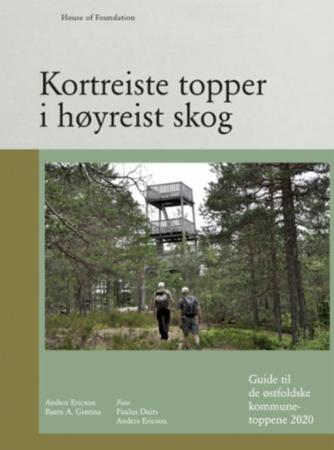 House of Foundation
Kortreiste topper
i høyreist skog
Anders Ericson
Bjørn A. Grønna
Foto
Paulus Duits
Anders Ericson
Guide til
de østfoldske
kommune-
toppene 2020